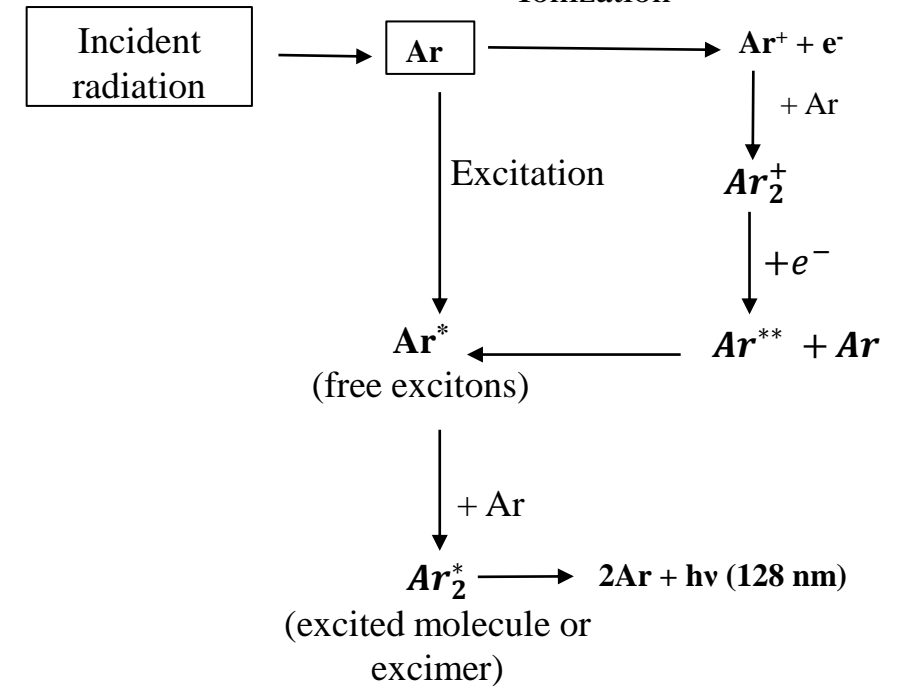 Ionization
Incident
radiation
Ar
Ar⁺ + e⁻
+ Ar
Excitation
Ar₂⁺
+e⁻
Ar*
Ar** + Ar
(free excitons)
+ Ar
Ar₂*
2Ar + hν (128 nm)
(excited molecule or
excimer)